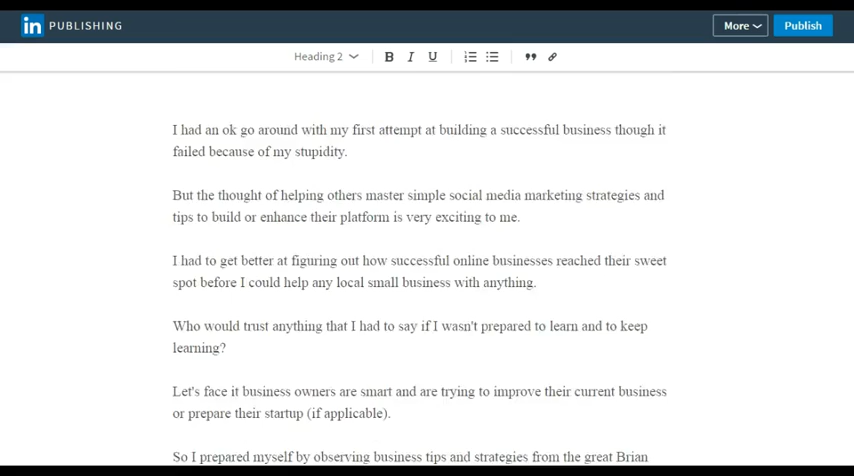 in PUBLISHING
More
Publish
Heading 2
B I U
I had an ok go around with my first attempt at building a successful business though it
failed because of my stupidity.
But the thought of helping others master simple social media marketing strategies and
tips to build or enhance their platform is very exciting to me.
I had to get better at figuring out how successful online businesses reached their sweet
spot before I could help any local small business with anything.
Who would trust anything that I had to say if I wasn't prepared to learn and to keep
learning?
Let's face it business owners are smart and are trying to improve their current business
or prepare their startup (if applicable).
So I prepared myself by observing business tips and strategies from the great Brian